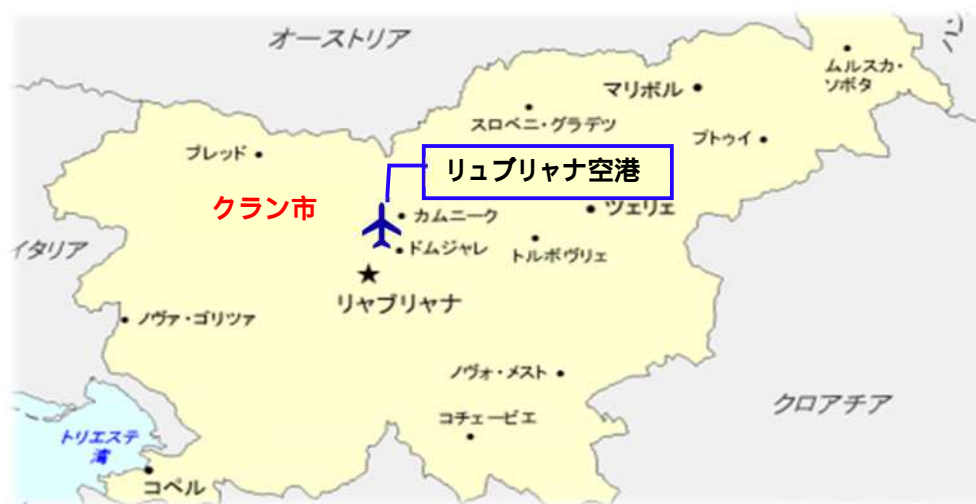 オーストリア
ムルスカ・
ソボタ
マリボル
スロベニ・グラデツ
プトゥイ
ブレッド
リュブリャナ空港
クラン市
カムニーク
ツェリェ
イタリア
ドムジャレ
トルボヴリェ
リャブリャナ
ノヴァ・ゴリツァ
ノヴォ・メスト
クロアチア
コチェービエ
トリエステ
湾
コペル